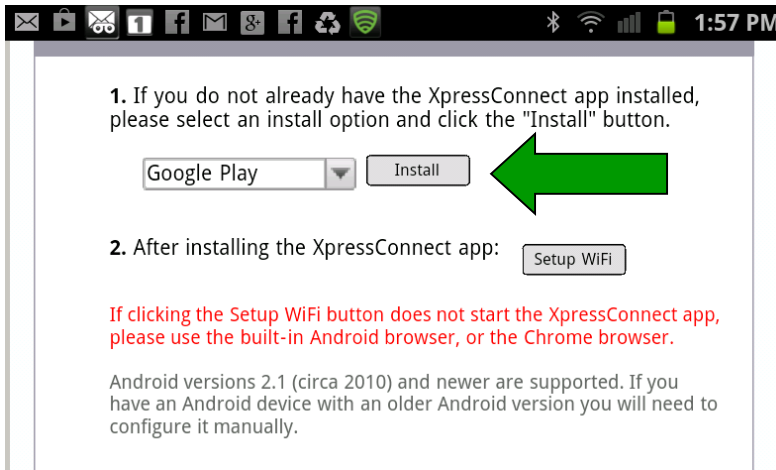 1 8+ 1:57 PM
1. If you do not already have the XpressConnect app installed,
please select an install option and click the "Install" button.
Google Play Install
2. After installing the XpressConnect app: Setup WiFi
If clicking the Setup WiFi button does not start the XpressConnect app,
please use the built-in Android browser, or the Chrome browser.
Android versions 2.1 (circa 2010) and newer are supported. If you
have an Android device with an older Android version you will need to
configure it manually.